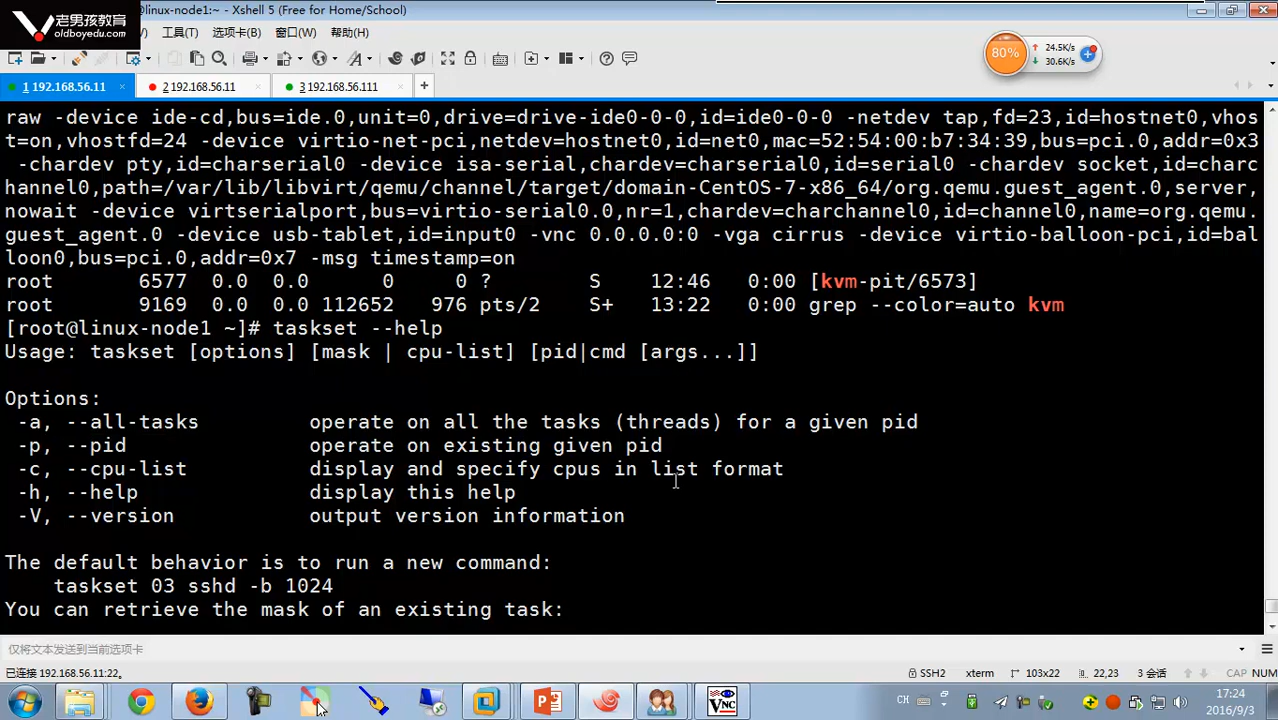 老男孩教育
oldboyedu.com
@linux-node1:~ - Xshell 5 (Free for Home/School)
工具(T) 选项卡(B) 窗口(W) 帮助(H)
80%
24.5K/s
30.6K/s
1 192.168.56.11
2 192.168.56.11
3 192.168.56.111
raw -device ide-cd,bus=ide.0,unit=0,drive=drive-ide0-0-0,id=ide0-0-0 -netdev tap,fd=23,id=hostnet0,vhos
t=on,vhostfd=24 -device virtio-net-pci,netdev=hostnet0,id=net0,mac=52:54:00:b7:34:39,bus=pci.0,addr=0x3
-chardev pty,id=charserial0 -device isa-serial,chardev=charserial0,id=serial0 -chardev socket,id=charc
hannel0,path=/var/lib/libvirt/qemu/channel/target/domain-CentOS-7-x86_64/org.qemu.guest_agent.0,server,
nowait -device virtserialport,bus=virtio-serial0.0,nr=1,chardev=charchannel0,id=channel0,name=org.qemu.
guest_agent.0 -device usb-tablet,id=input0 -vnc 0.0.0.0:0 -vga cirrus -device virtio-balloon-pci,id=bal
loon0,bus=pci.0,addr=0x7 -msg timestamp=on
root 6577 0.0 0.0 0 0 ? S 12:46 0:00 [kvm-pit/6573]
root 9169 0.0 0.0 112652 976 pts/2 S+ 13:22 0:00 grep --color=auto kvm
[root@linux-node1 ~]# taskset --help
Usage: taskset [options] [mask | cpu-list] [pid|cmd [args...]]
Options:
-a, --all-tasks operate on all the tasks (threads) for a given pid
-p, --pid operate on existing given pid
-c, --cpu-list display and specify cpus in list format
-h, --help display this help
-V, --version output version information
The default behavior is to run a new command:
taskset 03 sshd -b 1024
You can retrieve the mask of an existing task:
仅将文本发送到当前选项卡
已连接 192.168.56.11:22。 SSH2 xterm 103x22 22,23 3 会话 CAP NUM
CH 17:24
2016/9/3